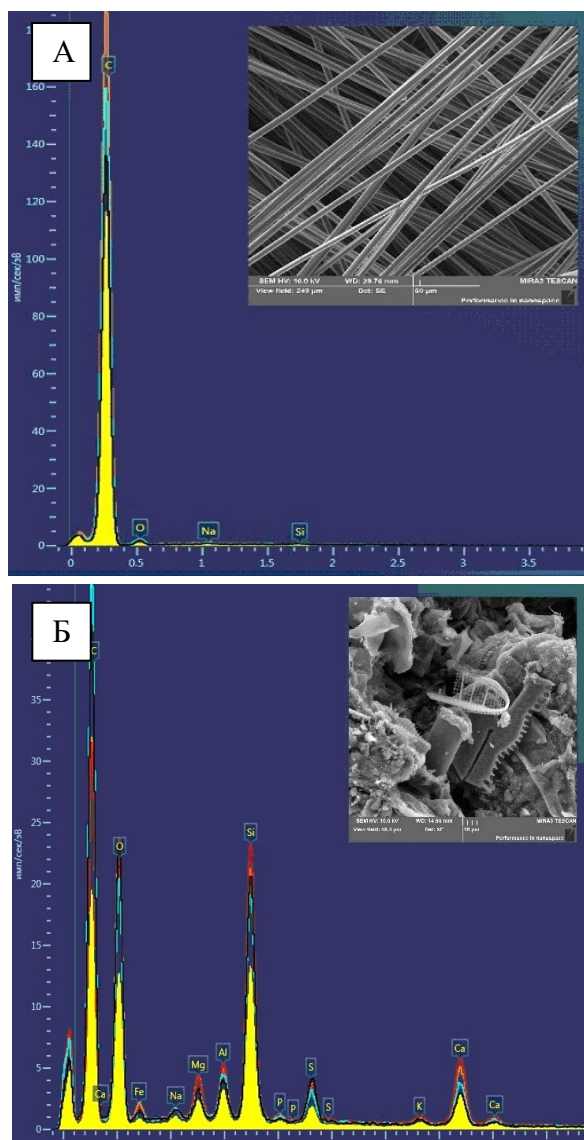 А
C
160
140
120
100
80
60
40
20
0
имп/сек/эВ
O
Na
Si
0
0.5
1
1.5
2
2.5
3
3.5
SEM HV: 10.0 kV WD: 29.76 mm MIRA3 TESCAN
View field: 249 µm Det: SE 50 µm
Performance in nanospace
Б
C
35
30
25
20
15
10
5
0
имп/сек/эВ
O
Si
Ca
Fe
Na
Mg
Al
P
P
S
S
K
Ca
Ca
SEM HV: 10.0 kV MIRA3 TESCAN
Det: 10 µm
Performance in nanospace